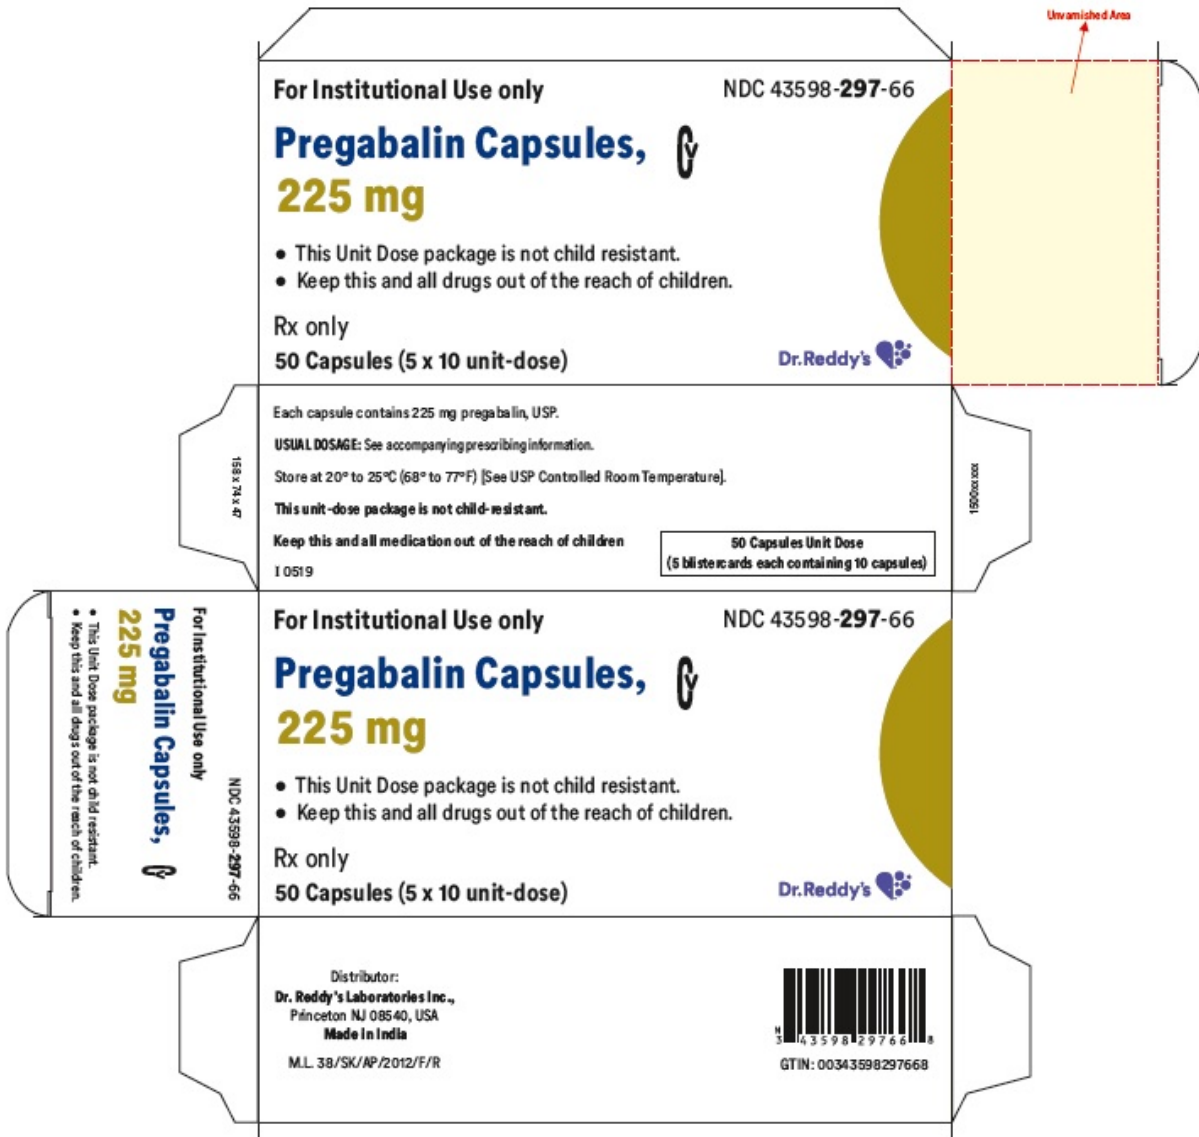 Unvarnished Area
For Institutional Use only
NDC 43598-297-66
Pregabalin Capsules, CV
225 mg
● This Unit Dose package is not child resistant.
● Keep this and all drugs out of the reach of children.
Rx only
50 Capsules (5 x 10 unit-dose)
Dr.Reddy's
Each capsule contains 225 mg pregabalin, USP.
USUAL DOSAGE: See accompanying prescribing information.
Store at 20° to 25°C (68° to 77°F) [See USP Controlled Room Temperature].
This unit-dose package is not child-resistant.
Keep this and all medication out of the reach of children
I 0519
50 Capsules Unit Dose
(5 blistercards each containing 10 capsules)
158 x 74 x 47
1500xxxxx
For Institutional Use only
NDC 43598-297-66
Pregabalin Capsules, CV
225 mg
● This Unit Dose package is not child resistant.
● Keep this and all drugs out of the reach of children.
For Institutional Use only
NDC 43598-297-66
Pregabalin Capsules, CV
225 mg
● This Unit Dose package is not child resistant.
● Keep this and all drugs out of the reach of children.
Rx only
50 Capsules (5 x 10 unit-dose)
Dr.Reddy's
Distributor:
Dr. Reddy's Laboratories Inc.,
Princeton NJ 08540, USA
Made in India
M.L. 38/SK/AP/2012/F/R
N
3 43598 29766 8
GTIN: 00343598297668